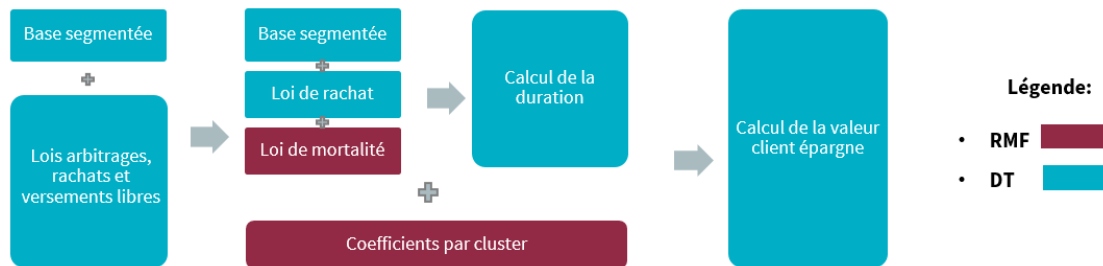 Base segmentée
Lois arbitrages,
rachats et
versements libres
Base segmentée
Loi de rachat
Loi de mortalité
Calcul de la
duration
Coefficients par cluster
Calcul de la valeur
client épargne
Légende:
• RMF
• DT